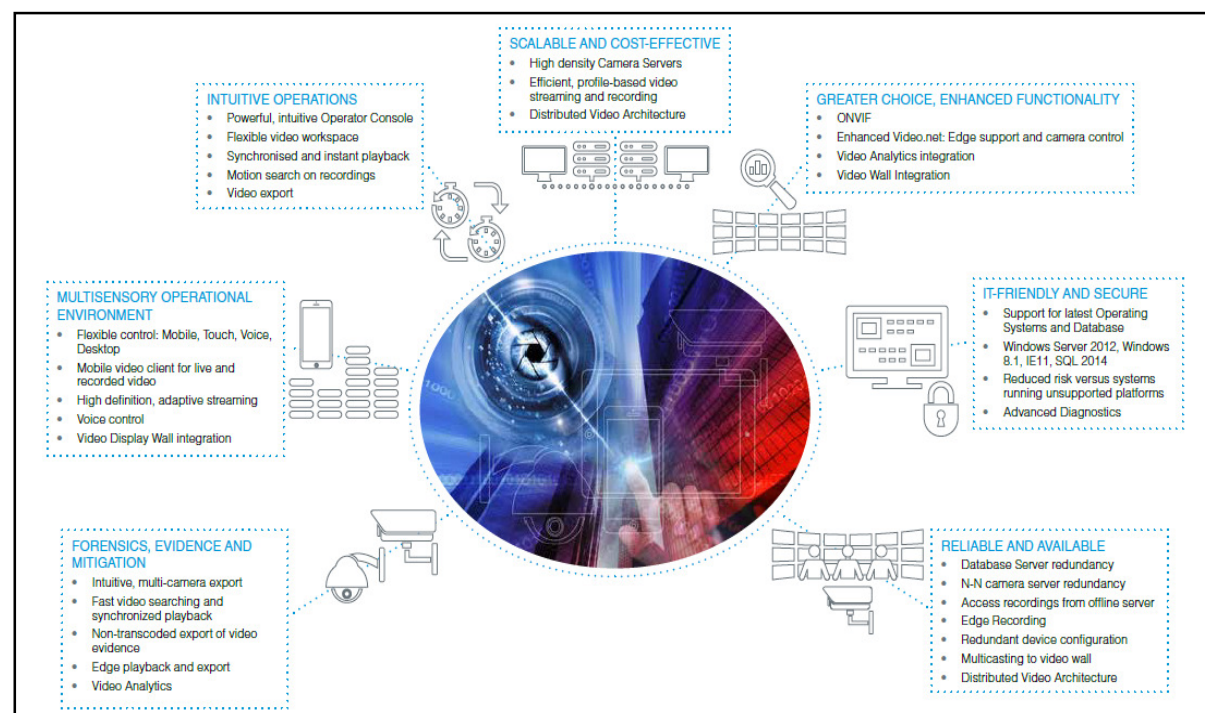 SCALABLE AND COST-EFFECTIVE
• High density Camera Servers
• Efficient, profile-based video
streaming and recording
• Distributed Video Architecture
INTUITIVE OPERATIONS
• Powerful, intuitive Operator Console
• Flexible video workspace
• Synchronised and instant playback
• Motion search on recordings
• Video export
GREATER CHOICE, ENHANCED FUNCTIONALITY
• ONVIF
• Enhanced Video.net: Edge support and camera control
• Video Analytics integration
• Video Wall Integration
MULTISENSORY OPERATIONAL
ENVIRONMENT
• Flexible control: Mobile, Touch, Voice,
Desktop
• Mobile video client for live and
recorded video
• High definition, adaptive streaming
• Voice control
• Video Display Wall integration
IT-FRIENDLY AND SECURE
• Support for latest Operating
Systems and Database
• Windows Server 2012, Windows
8.1, IE11, SQL 2014
• Reduced risk versus systems
running unsupported platforms
• Advanced Diagnostics
FORENSICS, EVIDENCE AND
MITIGATION
• Intuitive, multi-camera export
• Fast video searching and
synchronized playback
• Non-transcoded export of video
evidence
• Edge playback and export
• Video Analytics
RELIABLE AND AVAILABLE
• Database Server redundancy
• N-N camera server redundancy
• Access recordings from offline server
• Edge Recording
• Redundant device configuration
• Multicasting to video wall
• Distributed Video Architecture